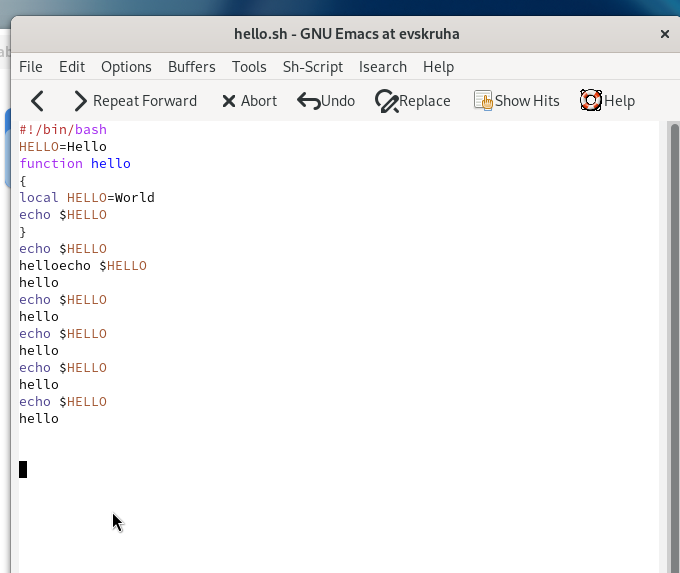 hello.sh - GNU Emacs at evskruha
File Edit Options Buffers Tools Sh-Script Isearch Help
Repeat Forward Abort Undo Replace Show Hits Help
#!/bin/bash
HELLO=Hello
function hello
{
local HELLO=World
echo $HELLO
}
echo $HELLO
helloecho $HELLO
hello
echo $HELLO
hello
echo $HELLO
hello
echo $HELLO
hello
echo $HELLO
hello